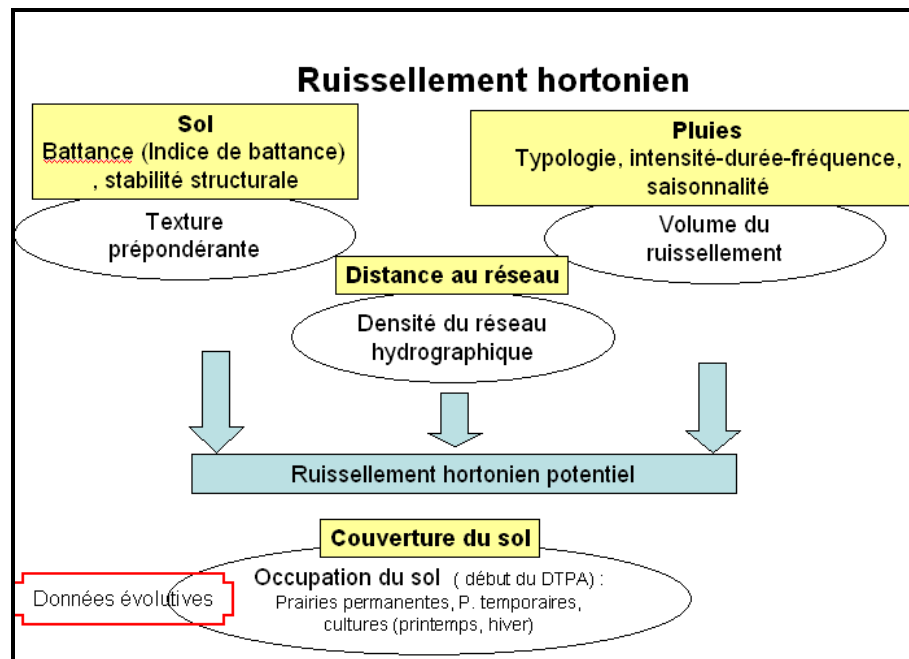 Ruissellement hortonien
Sol
Battance (Indice de battance)
, stabilité structurale
Texture
prépondérante
Pluies
Typologie, intensité-durée-fréquence,
saisonnalité
Volume du
ruissellement
Distance au réseau
Densité du réseau
hydrographique
Ruissellement hortonien potentiel
Couverture du sol
Occupation du sol ( début du DTPA) :
Prairies permanentes, P. temporaires,
cultures (printemps, hiver)
Données évolutives